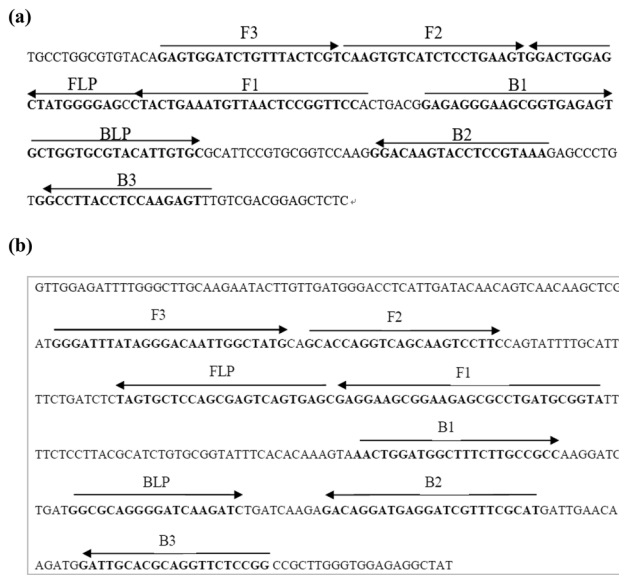 (a)
F3 F2
TGCCTGGCGTGTACAGAGTGGATCTGTTTACTCGTCAAGTGTCATCTCCTGAAGTGGACTGGAG
FLP F1 B1
CTATGGGGAGCCTACTGAAATGTTAACTCCGGTTCCACTGACGGAGAGGGAAGCGGTGAGAGT
BLP B2
GCTGGTGCGTACATTGTGCGCATTCCGTGCGGTCCAAGGGACAAGTACCTCCGTAAAGAGCCCTG
B3
TGGCCTTACCTCCAAGAGTTTGTCGACGGAGCTCTC
(b)
GTTGGAGATTTTGGGCTTGCAAGAATACTTGTTGATGGGACCTCATTGATACAACAGTCAACAAGCTCG
F3 F2
ATGGGATTTATAGGGACAATTGGCTATGCAGCACCAGGTCAGCAAGTCCTTCCAGTATTTTGCATT
FLP F1
TTCTGATCTCTAGTGCTCCAGCGAGTCAGTGAGCGAGGAAGCGGAAGAGCGCCTGATGCGGTATT
B1
TTCTCCTTACGCATCTGTGCGGTATTTCACACAAAGTAAACTGGATGGCTTTCTTGCCGCCAAGGATC
BLP B2
TGATGGCGCAGGGGATCAAGATCTGATCAAGAGACAGGATGAGGATCGTTTCGCATGATTGAACA
B3
AGATGGATTGCACGCAGGTTCTCCGGCCGCTTGGGTGGAGAGGCTAT